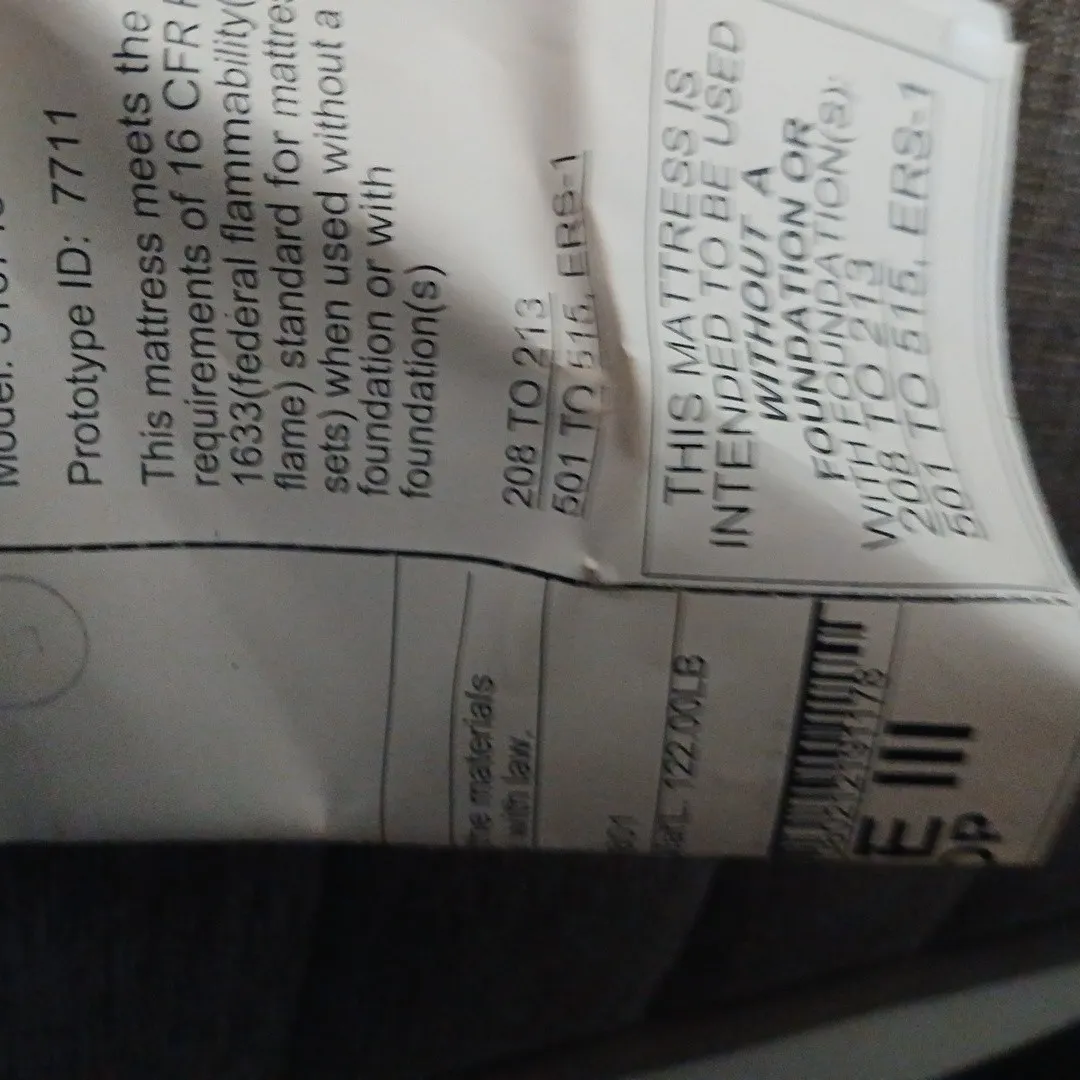 Prototype ID: 7711
This mattress meets the
requirements of 16 CFR
1633(federal flammability(
flame) standard for mattres
sets) when used without a
foundation or with
foundation(s)
208 TO 213
501 TO 515, ERS-1
THIS MATTRESS IS
INTENDED TO BE USED
WITHOUT A
FOUNDATION OR
WITH FOUNDATION(S):
208 TO 213
501 TO 515, ERS-1
materials
with law.
122.00LB
E III
OP